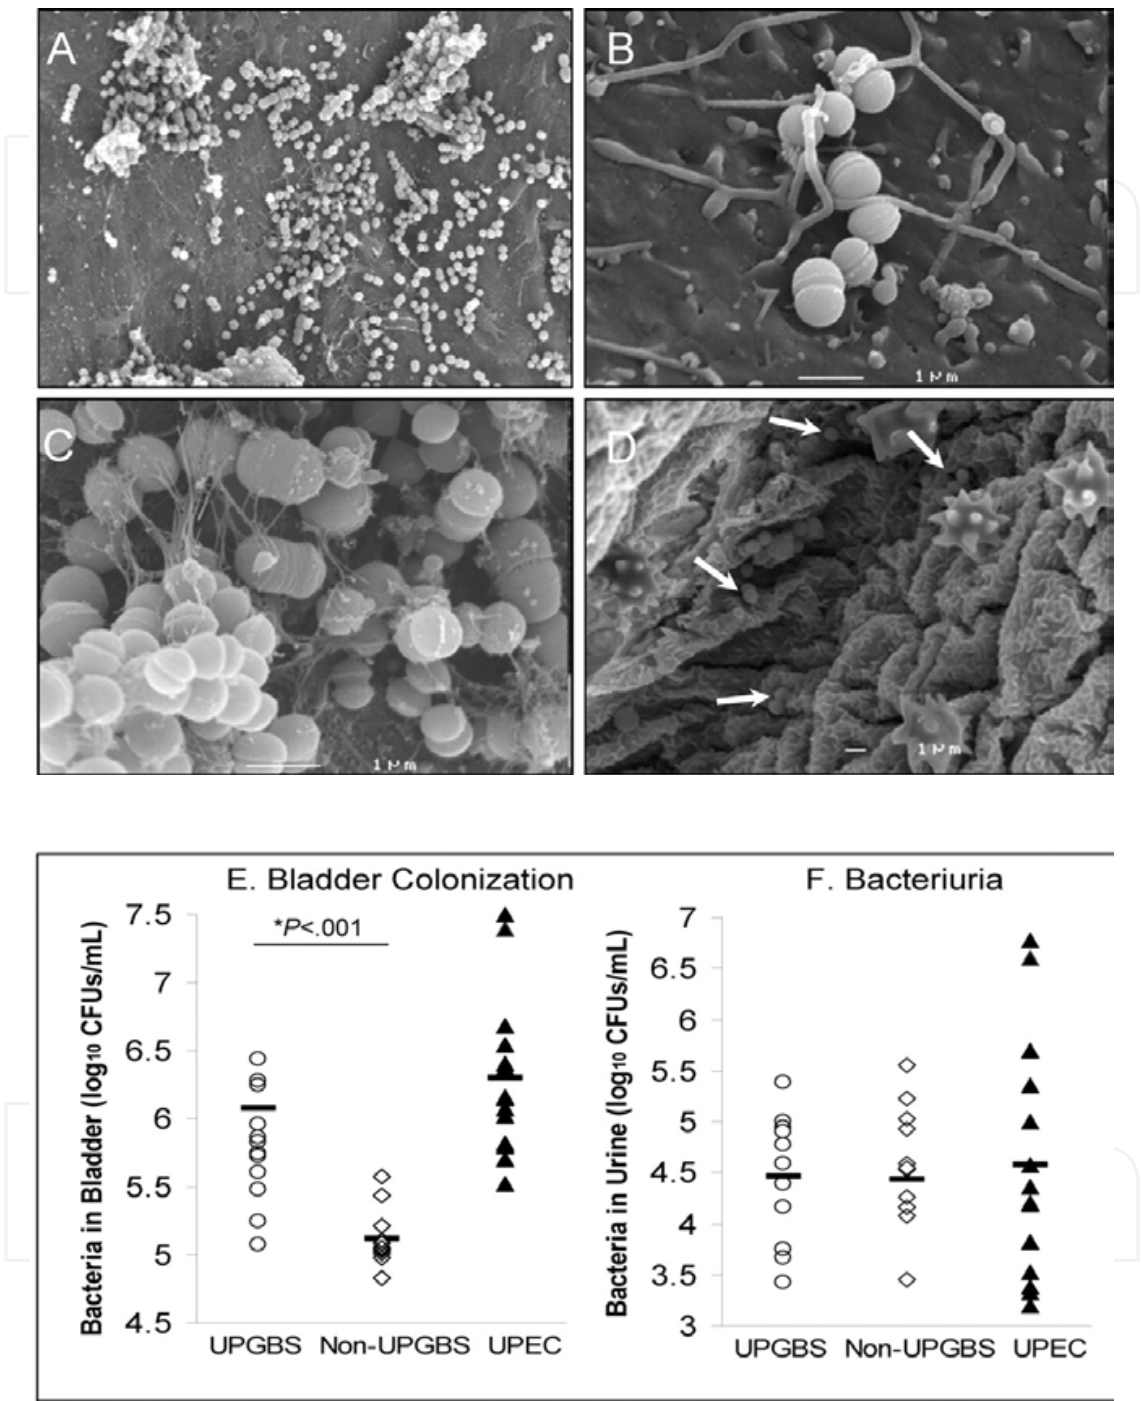 A
B
1 µm
C
1 µm
D
1 µm
E. Bladder Colonization
F. Bacteriuria
Bacteria in Bladder (log10 CFUs/mL)
7.5
7
6.5
6
5.5
5
4.5
*P<.001
UPGBS
Non-UPGBS
UPEC
Bacteria in Urine (log10 CFUs/mL)
7
6.5
6
5.5
5
4.5
4
3.5
3
UPGBS
Non-UPGBS
UPEC